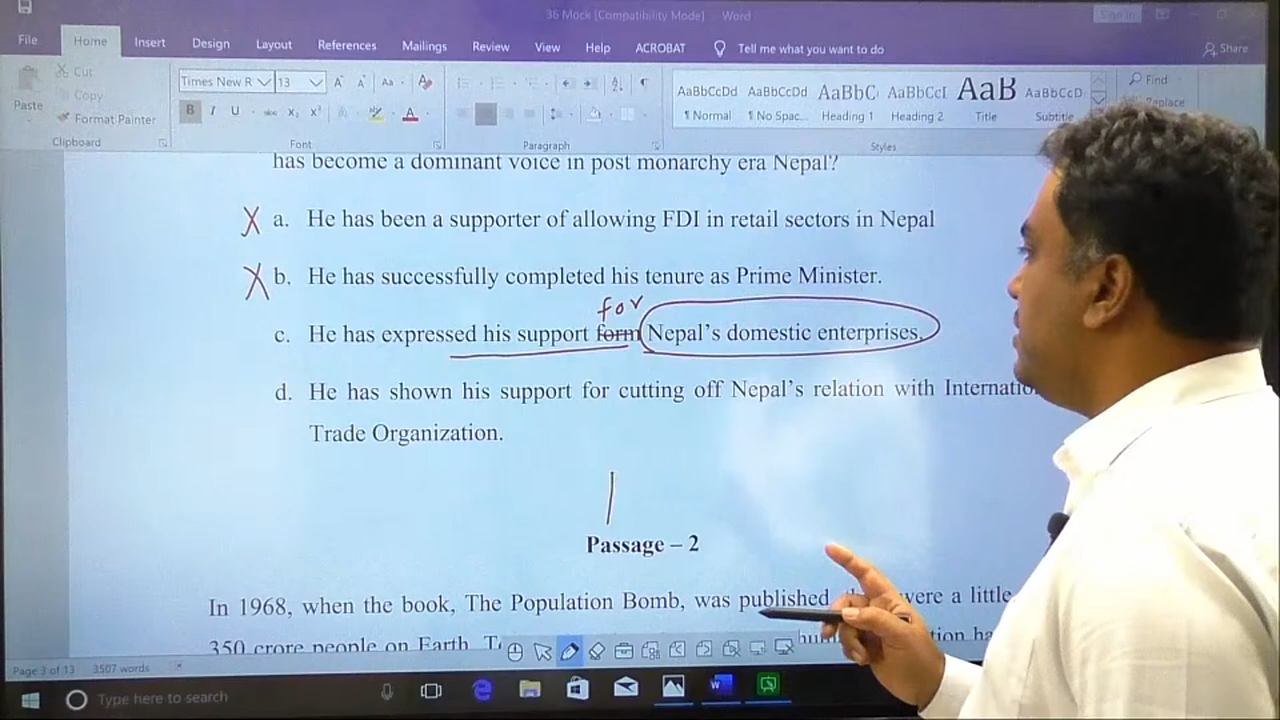 36 Mock [Compatibility Mode] - Word
Sign in
File Home Insert Design Layout References Mailings Review View Help ACROBAT Tell me what you want to do Share
Cut
Copy
Paste
Format Painter
Clipboard
Times New R 13
B I U abc X₂ X²
Font
Paragraph
AaBbCcDd AaBbCcDd AaBbC AaBbCcI AaB AaBbCcD
¶ Normal ¶ No Spac... Heading 1 Heading 2 Title Subtitle
Styles
Find
Replace
has become a dominant voice in post monarchy era Nepal?
X a. He has been a supporter of allowing FDI in retail sectors in Nepal
X b. He has successfully completed his tenure as Prime Minister.
for
c. He has expressed his support form Nepal's domestic enterprises.
d. He has shown his support for cutting off Nepal's relation with
Trade Organization.
Passage – 2
In 1968, when the book, The Population Bomb, was published were a little
350 crore people on Earth.
Page 3 of 13 3507 words
Type here to search